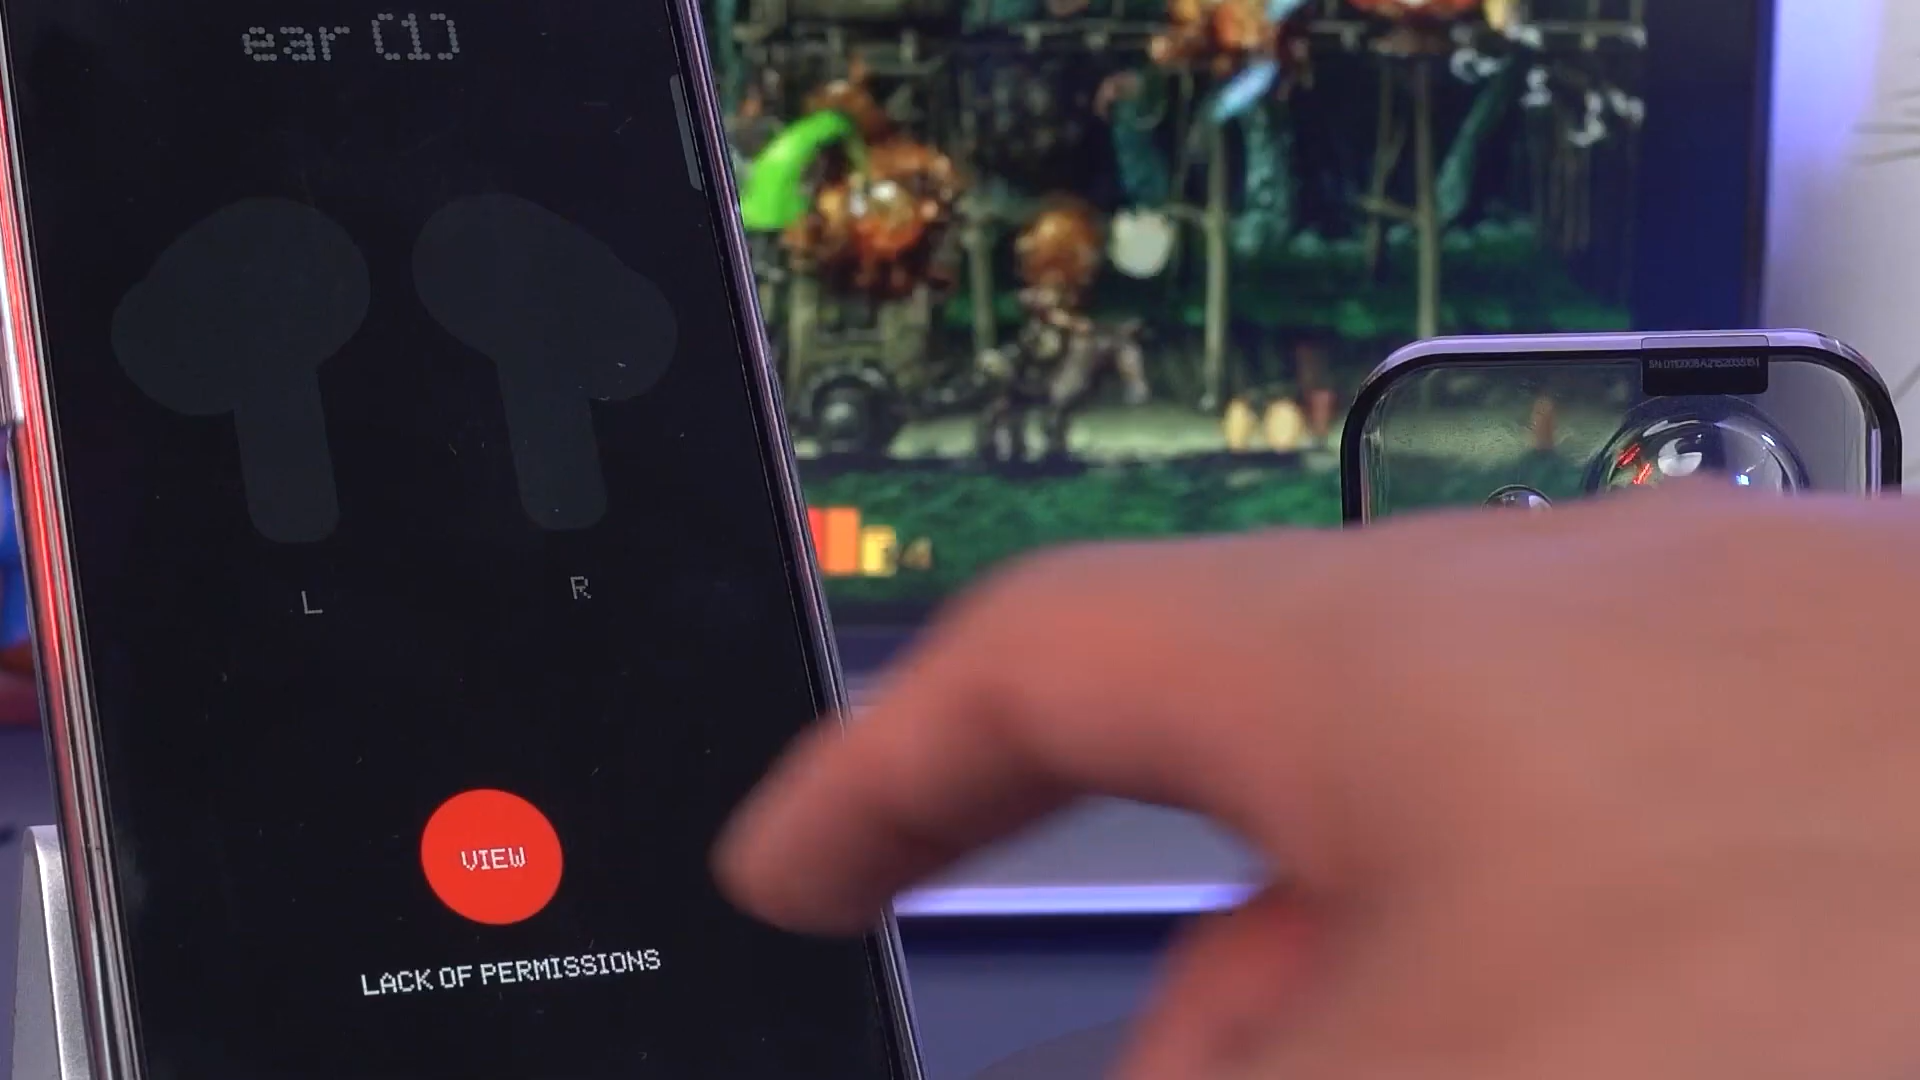 ear (1)
L
R
VIEW
LACK OF PERMISSIONS